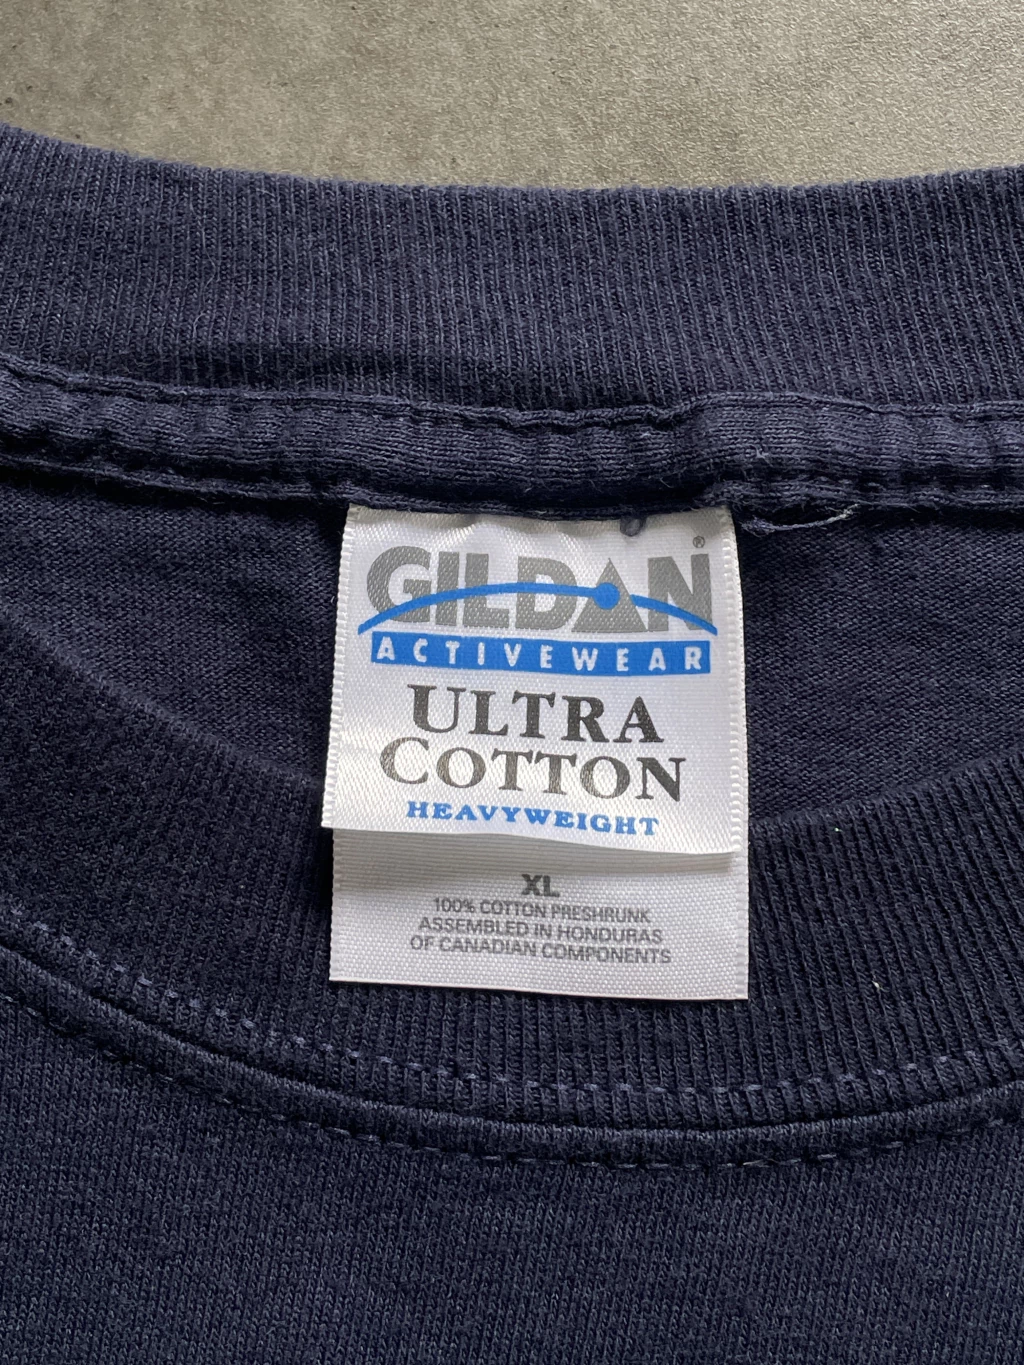 GILDAN®
ACTIVEWEAR
ULTRA
COTTON
HEAVYWEIGHT
XL
100% COTTON PRESHRUNK
ASSEMBLED IN HONDURAS
OF CANADIAN COMPONENTS